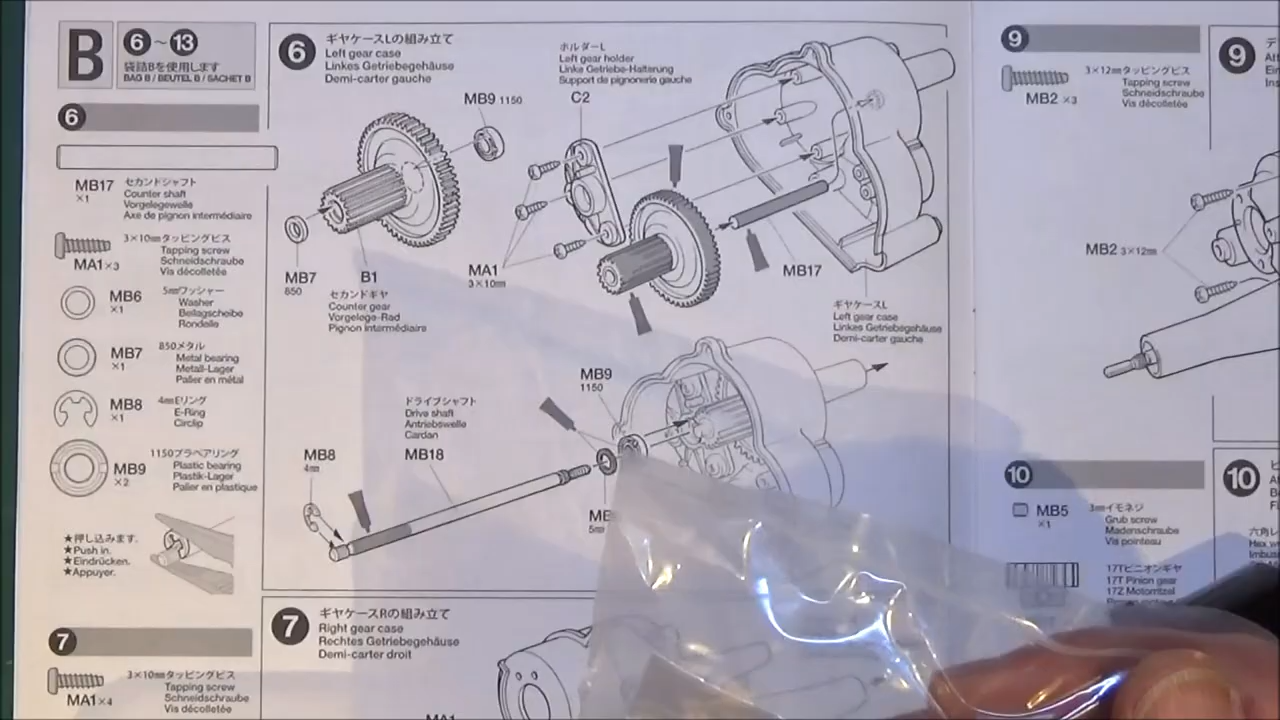 B
6～13
袋詰Bを使用します
BAG B / BEUTEL B / SACHET B
6
MB17
×1
セカンドシャフト
Counter shaft
Vorgelegewelle
Axe de pignon intermédiaire
MA1×3
3×10㎜タッピングビス
Tapping screw
Schneidschraube
Vis décolletée
MB6
×1
5㎜ワッシャー
Washer
Beilagscheibe
Rondelle
MB7
×1
850メタル
Metal bearing
Metall-Lager
Palier en métal
MB8
×1
4㎜Eリング
E-Ring
Circlip
MB9
×2
1150プラベアリング
Plastic bearing
Plastik-Lager
Palier en plastique
★押し込みます.
★Push in.
★Eindrücken.
★Appuyer.
7
MA1×4
3×10㎜タッピングビス
Tapping screw
Schneidschraube
Vis décolletée
6
ギヤケースLの組み立て
Left gear case
Linkes Getriebegehäuse
Demi-carter gauche
MB9 1150
ホルダーL
Left gear holder
Linke Getriebe-Halterung
Support de pignonerie gauche
C2
MB7
850
B1
セカンドギヤ
Counter gear
Vorgelege-Rad
Pignon intermédiaire
MA1
3×10㎜
MB17
ギヤケースL
Left gear case
Linkes Getriebegehäuse
Demi-carter gauche
MB9
1150
ドライブシャフト
Drive shaft
Antriebswelle
Cardan
MB18
MB8
4㎜
5㎜
7
ギヤケースRの組み立て
Right gear case
Rechtes Getriebegehäuse
Demi-carter droit
MA1
9
MB2 ×3
3×12㎜タッピングビス
Tapping screw
Schneidschraube
Vis décolletée
9
MB2 3×12㎜
10
MB5
×1
3㎜イモネジ
Grub screw
Madenschraube
Vis pointeau
17Tピニオンギヤ
17T Pinion gear
17Z Motorritzel
10